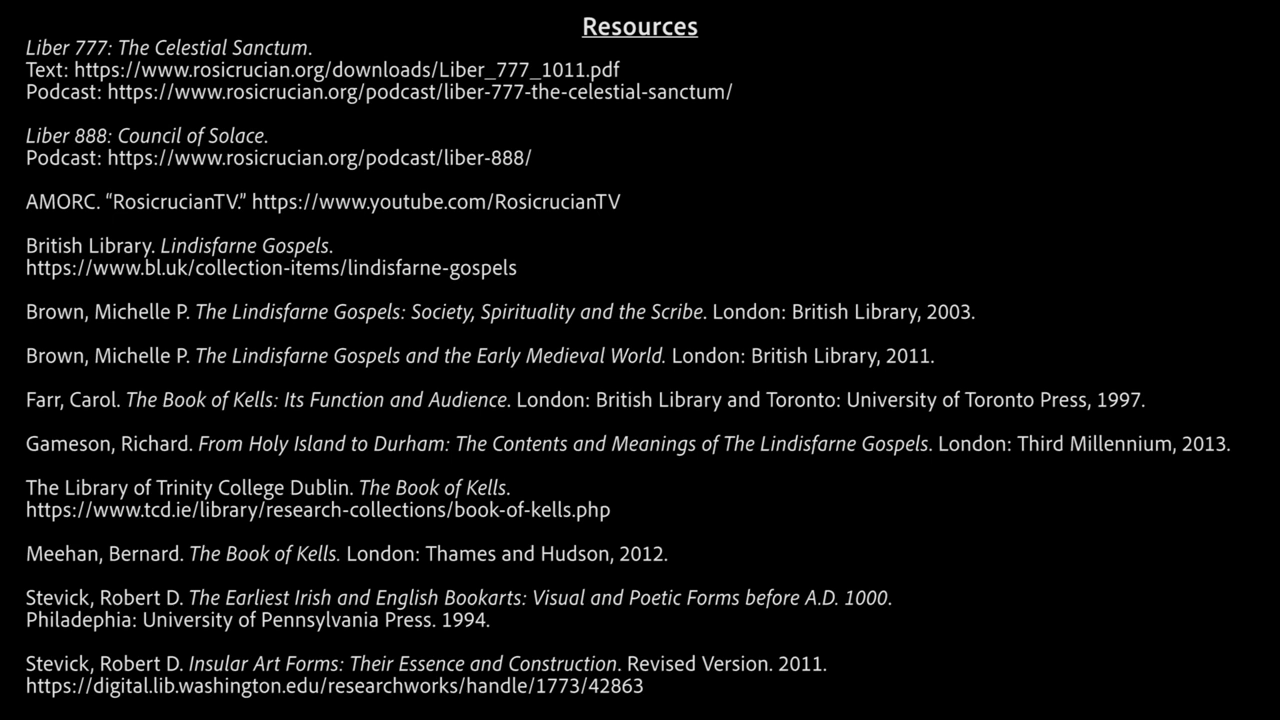 Resources
Liber 777: The Celestial Sanctum.
Text: https://www.rosicrucian.org/downloads/Liber_777_1011.pdf
Podcast: https://www.rosicrucian.org/podcast/liber-777-the-celestial-sanctum/
Liber 888: Council of Solace.
Podcast: https://www.rosicrucian.org/podcast/liber-888/
AMORC. “RosicrucianTV.” https://www.youtube.com/RosicrucianTV
British Library. Lindisfarne Gospels.
https://www.bl.uk/collection-items/lindisfarne-gospels
Brown, Michelle P. The Lindisfarne Gospels: Society, Spirituality and the Scribe. London: British Library, 2003.
Brown, Michelle P. The Lindisfarne Gospels and the Early Medieval World. London: British Library, 2011.
Farr, Carol. The Book of Kells: Its Function and Audience. London: British Library and Toronto: University of Toronto Press, 1997.
Gameson, Richard. From Holy Island to Durham: The Contents and Meanings of The Lindisfarne Gospels. London: Third Millennium, 2013.
The Library of Trinity College Dublin. The Book of Kells.
https://www.tcd.ie/library/research-collections/book-of-kells.php
Meehan, Bernard. The Book of Kells. London: Thames and Hudson, 2012.
Stevick, Robert D. The Earliest Irish and English Bookarts: Visual and Poetic Forms before A.D. 1000.
Philadephia: University of Pennsylvania Press. 1994.
Stevick, Robert D. Insular Art Forms: Their Essence and Construction. Revised Version. 2011.
https://digital.lib.washington.edu/researchworks/handle/1773/42863